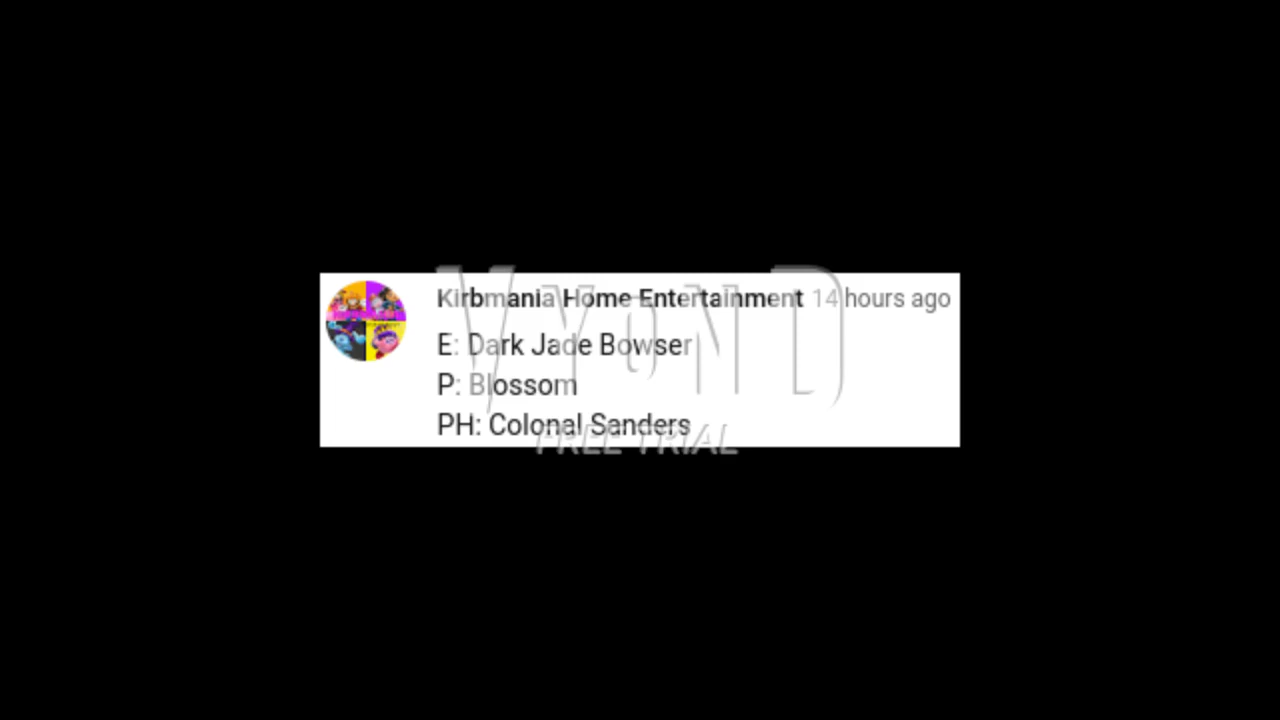 Kirbmania Home Entertainment 14 hours ago
E: Dark Jade Bowser
P: Blossom
PH: Colonal Sanders
VYOND
FREE TRIAL